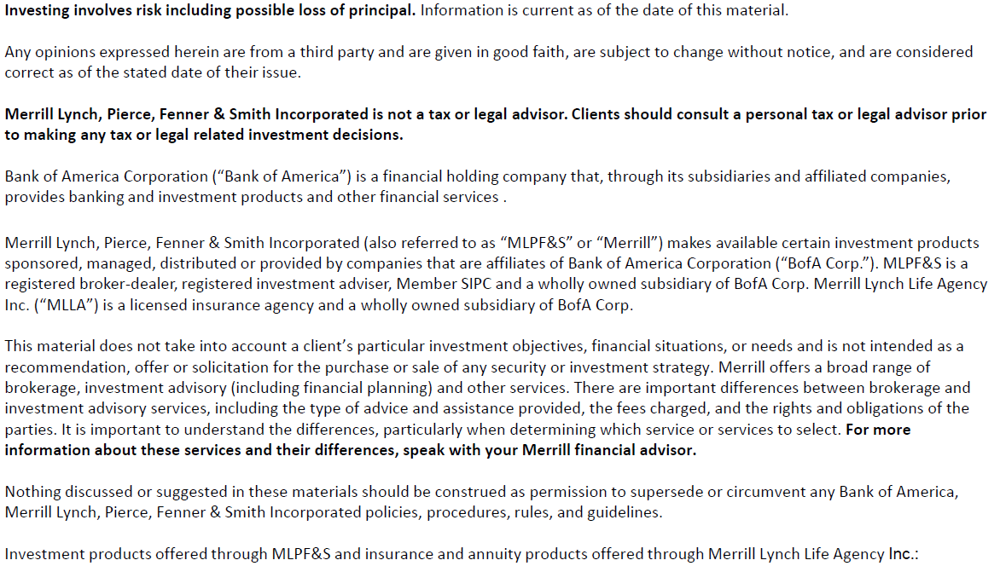 Investing involves risk including possible loss of principal. Information is current as of the date of this material.
Any opinions expressed herein are from a third party and are given in good faith, are subject to change without notice, and are considered
correct as of the stated date of their issue.
Merrill Lynch, Pierce, Fenner & Smith Incorporated is not a tax or legal advisor. Clients should consult a personal tax or legal advisor prior
to making any tax or legal related investment decisions.
Bank of America Corporation (“Bank of America”) is a financial holding company that, through its subsidiaries and affiliated companies,
provides banking and investment products and other financial services .
Merrill Lynch, Pierce, Fenner & Smith Incorporated (also referred to as “MLPF&S” or “Merrill”) makes available certain investment products
sponsored, managed, distributed or provided by companies that are affiliates of Bank of America Corporation (“BofA Corp.”). MLPF&S is a
registered broker-dealer, registered investment adviser, Member SIPC and a wholly owned subsidiary of BofA Corp. Merrill Lynch Life Agency
Inc. (“MLLA”) is a licensed insurance agency and a wholly owned subsidiary of BofA Corp.
This material does not take into account a client’s particular investment objectives, financial situations, or needs and is not intended as a
recommendation, offer or solicitation for the purchase or sale of any security or investment strategy. Merrill offers a broad range of
brokerage, investment advisory (including financial planning) and other services. There are important differences between brokerage and
investment advisory services, including the type of advice and assistance provided, the fees charged, and the rights and obligations of the
parties. It is important to understand the differences, particularly when determining which service or services to select. For more
information about these services and their differences, speak with your Merrill financial advisor.
Nothing discussed or suggested in these materials should be construed as permission to supersede or circumvent any Bank of America,
Merrill Lynch, Pierce, Fenner & Smith Incorporated policies, procedures, rules, and guidelines.
Investment products offered through MLPF&S and insurance and annuity products offered through Merrill Lynch Life Agency Inc.: